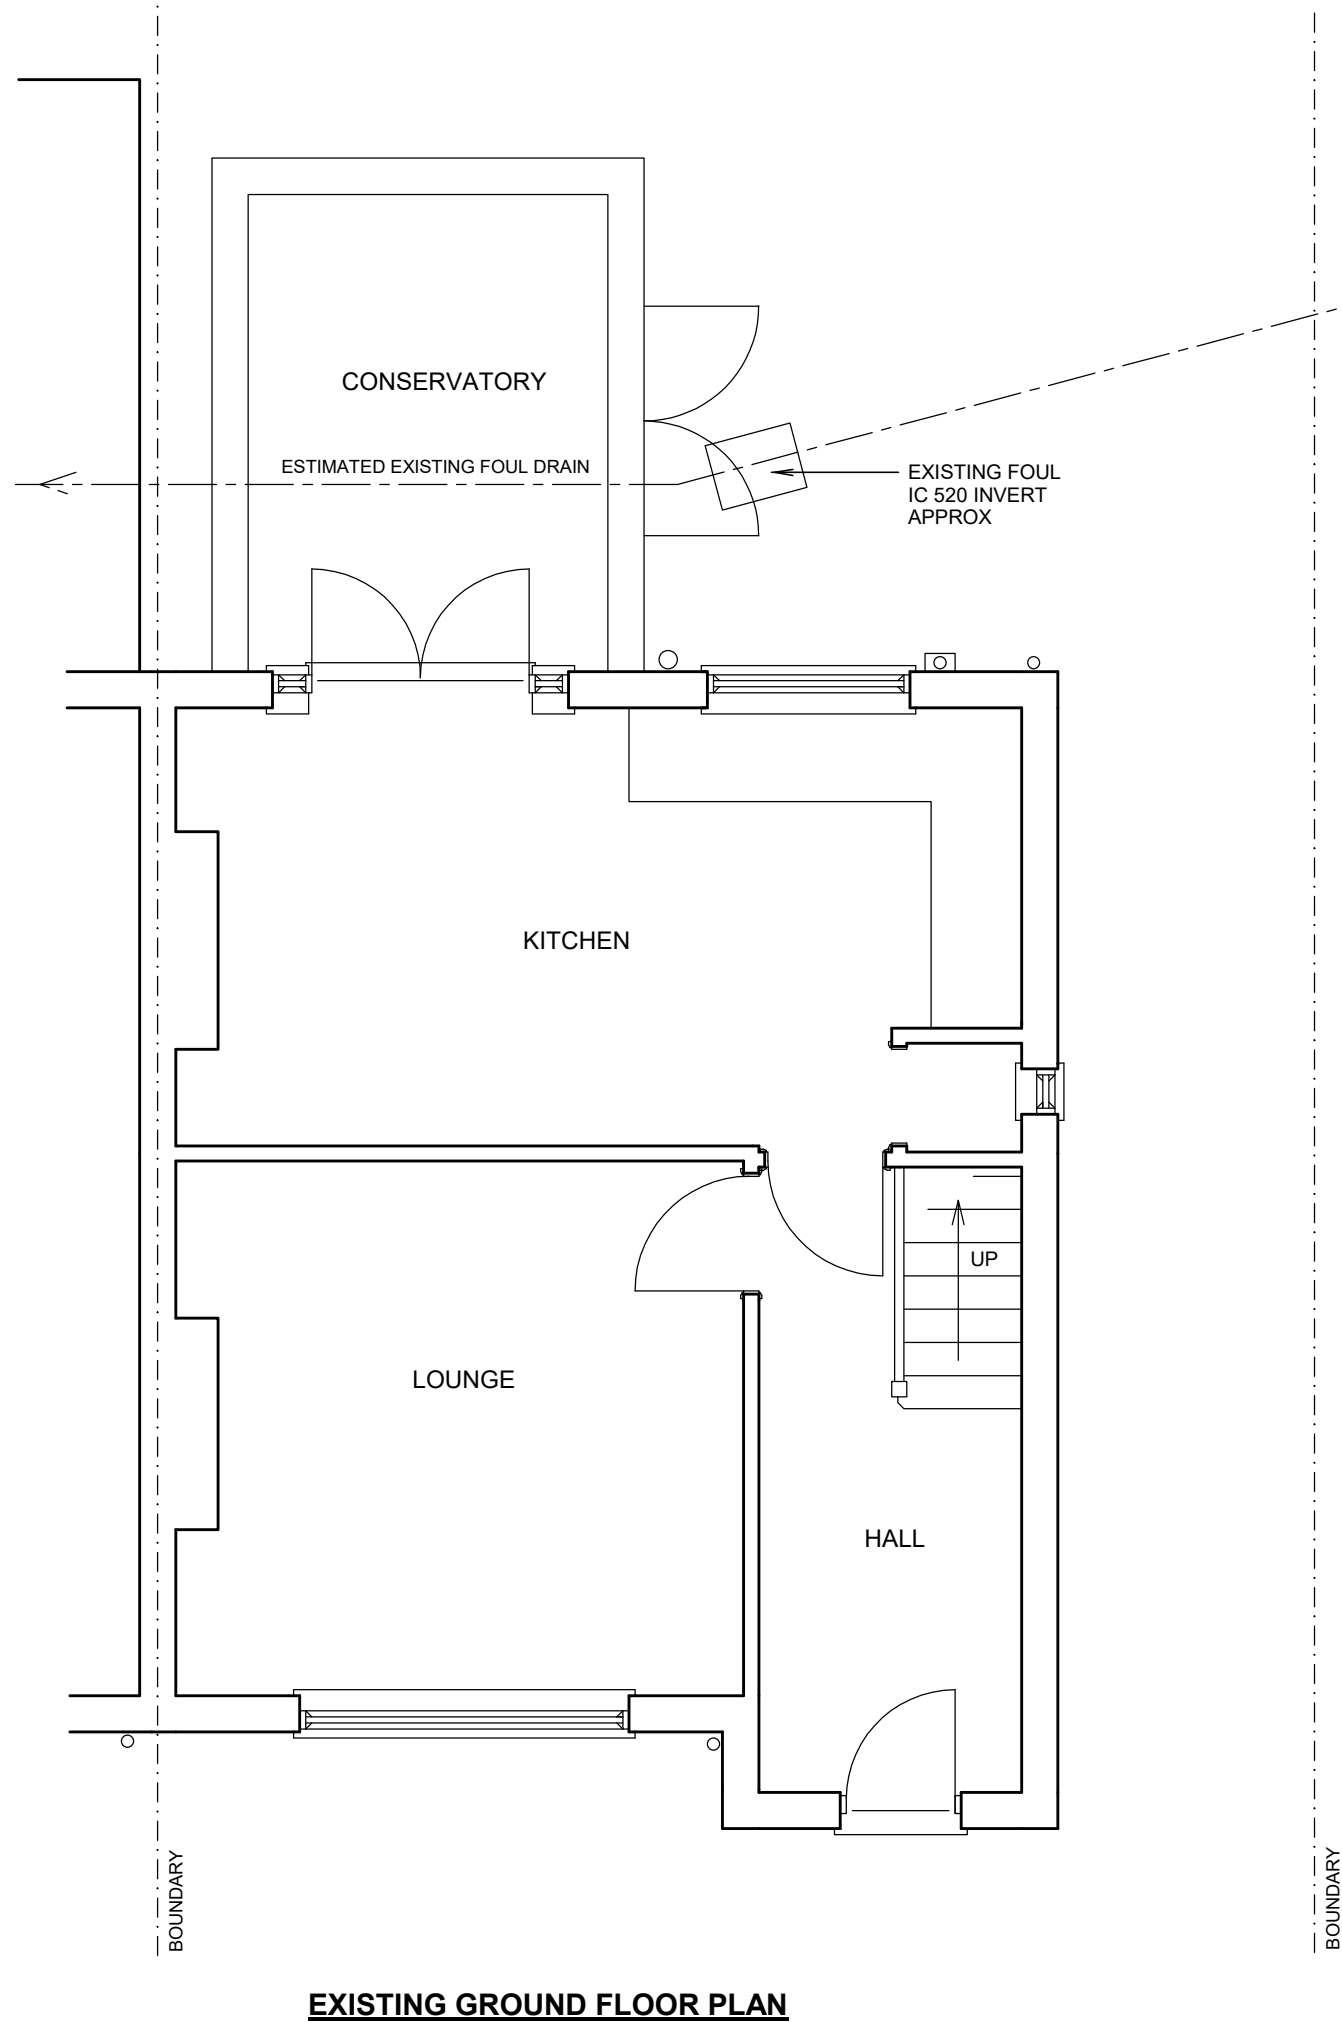 CONSERVATORY
ESTIMATED EXISTING FOUL DRAIN
EXISTING FOUL
IC 520 INVERT
APPROX
KITCHEN
UP
LOUNGE
HALL
BOUNDARY
BOUNDARY
EXISTING GROUND FLOOR PLAN